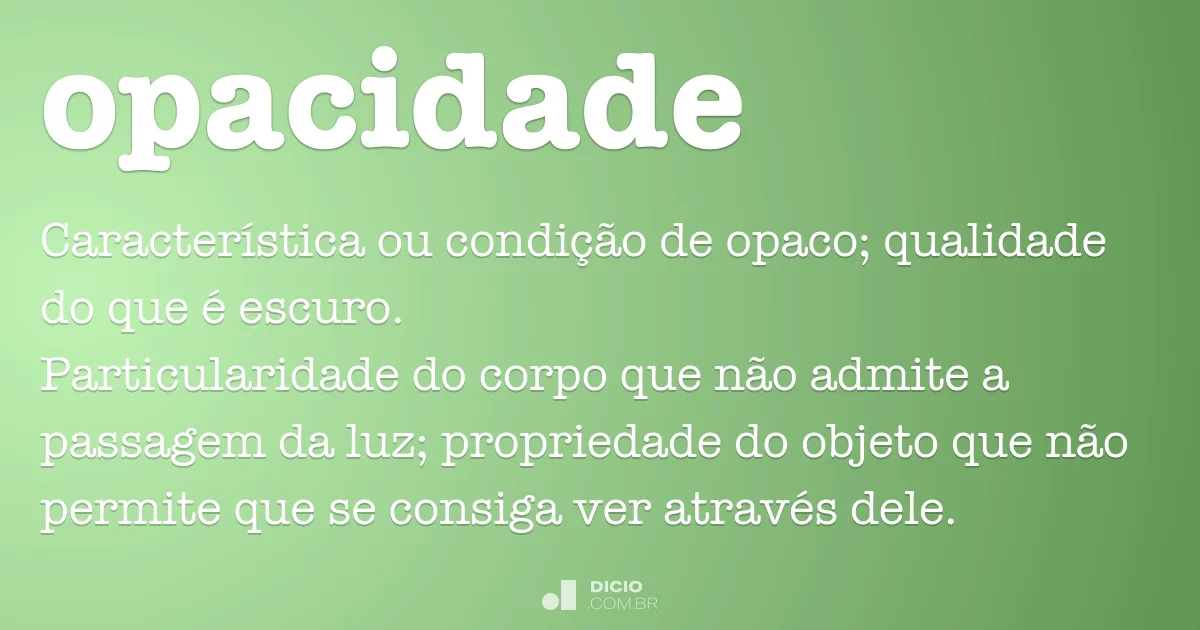 opacidade
Característica ou condição de opaco; qualidade
do que é escuro.
Particularidade do corpo que não admite a
passagem da luz; propriedade do objeto que não
permite que se consiga ver através dele.
DICIO
.COM.BR